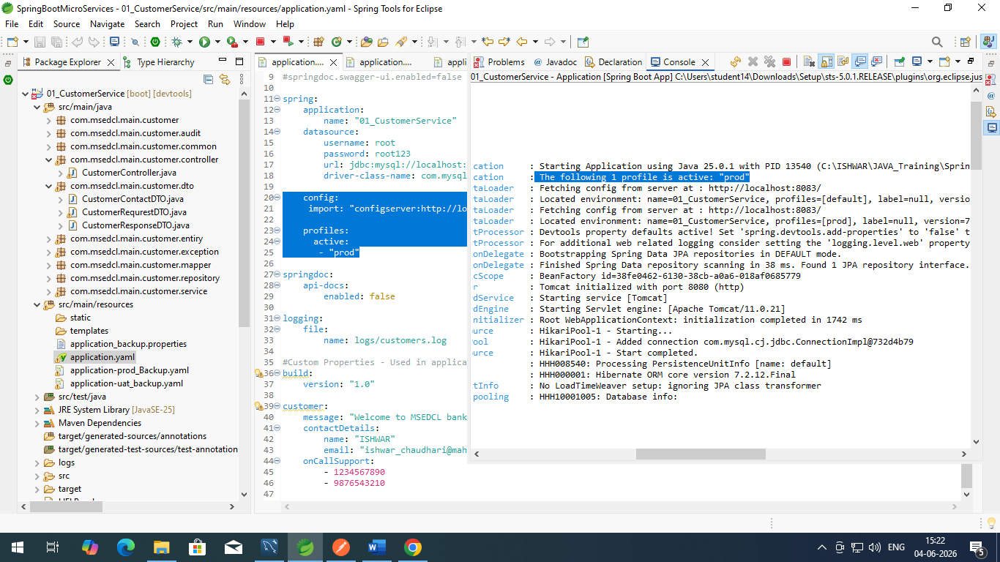 SpringBootMicroServices - 01_CustomerService/src/main/resources/application.yaml - Spring Tools for Eclipse
File Edit Source Navigate Search Project Run Window Help
Package Explorer Type Hierarchy
application.... application.... appli Problems @ Javadoc Declaration Console
01_CustomerService - Application [Spring Boot App] C:\Users\student14\Downloads\Setup\sts-5.0.1.RELEASE\plugins\org.eclipse.jus
01_CustomerService [boot] [devtools]
src/main/java
com.msedcl.main.customer
com.msedcl.main.customer.audit
com.msedcl.main.customer.common
com.msedcl.main.customer.controller
CustomerController.java
com.msedcl.main.customer.dto
CustomerContactDTO.java
CustomerRequrestDTO.java
CustomerResponseDTO.java
com.msedcl.main.customer.entiry
com.msedcl.main.customer.exception
com.msedcl.main.customer.mapper
com.msedcl.main.customer.repository
com.msedcl.main.customer.service
src/main/resources
static
templates
application_backup.properties
application.yaml
application-prod_Backup.yaml
application-uat_backup.yaml
src/test/java
JRE System Library [JavaSE-25]
Maven Dependencies
target/generated-sources/annotations
target/generated-test-sources/test-annotation
logs
src
target
9 #springdoc.swagger-ui.enabled=false
10
11 spring:
12 application:
13 name: "01_CustomerService"
14 datasource:
15 username: root
16 password: root123
17 url: jdbc:mysql://localhost:
18 driver-class-name: com.mysql
19
20 config:
21 import: "configserver:http://lo
22
23 profiles:
24 active:
25 - "prod"
26
27 springdoc:
28 api-docs:
29 enabled: false
30
31 logging:
32 file:
33 name: logs/customers.log
34
35 #Custom Properties - Used in applica
36 build:
37 version: "1.0"
38
39 customer:
40 message: "Welcome to MSEDCL bank
41 contactDetails:
42 name: "ISHWAR"
43 email: "ishwar_chaudhari@mah
44 onCallSupport:
45 - 1234567890
46 - 9876543210
47
cation : Starting Application using Java 25.0.1 with PID 13540 (C:\ISHWAR\JAVA_Training\Sprin
cation : The following 1 profile is active: "prod"
taLoader : Fetching config from server at : http://localhost:8083/
taLoader : Located environment: name=01_CustomerService, profiles=[default], label=null, versio
taLoader : Fetching config from server at : http://localhost:8083/
taLoader : Located environment: name=01_CustomerService, profiles=[prod], label=null, version=7
tProcessor : Devtools property defaults active! Set 'spring.devtools.add-properties' to 'false' t
tProcessor : For additional web related logging consider setting the 'logging.level.web' property
onDelegate : Bootstrapping Spring Data JPA repositories in DEFAULT mode.
onDelegate : Finished Spring Data repository scanning in 38 ms. Found 1 JPA repository interface.
cScope : BeanFactory id=38fe0462-6130-38cb-a0a6-018af0685779
r : Tomcat initialized with port 8080 (http)
dService : Starting service [Tomcat]
dEngine : Starting Servlet engine: [Apache Tomcat/11.0.21]
nitializer : Root WebApplicationContext: initialization completed in 1742 ms
ource : HikariPool-1 - Starting...
ool : HikariPool-1 - Added connection com.mysql.cj.jdbc.ConnectionImpl@732d4b79
ource : HikariPool-1 - Start completed.
: HHH008540: Processing PersistenceUnitInfo [name: default]
: HHH000001: Hibernate ORM core version 7.2.12.Final
tInfo : No LoadTimeWeaver setup: ignoring JPA class transformer
pooling : HHH10001005: Database info:
ENG
15:22
04-06-2026
5